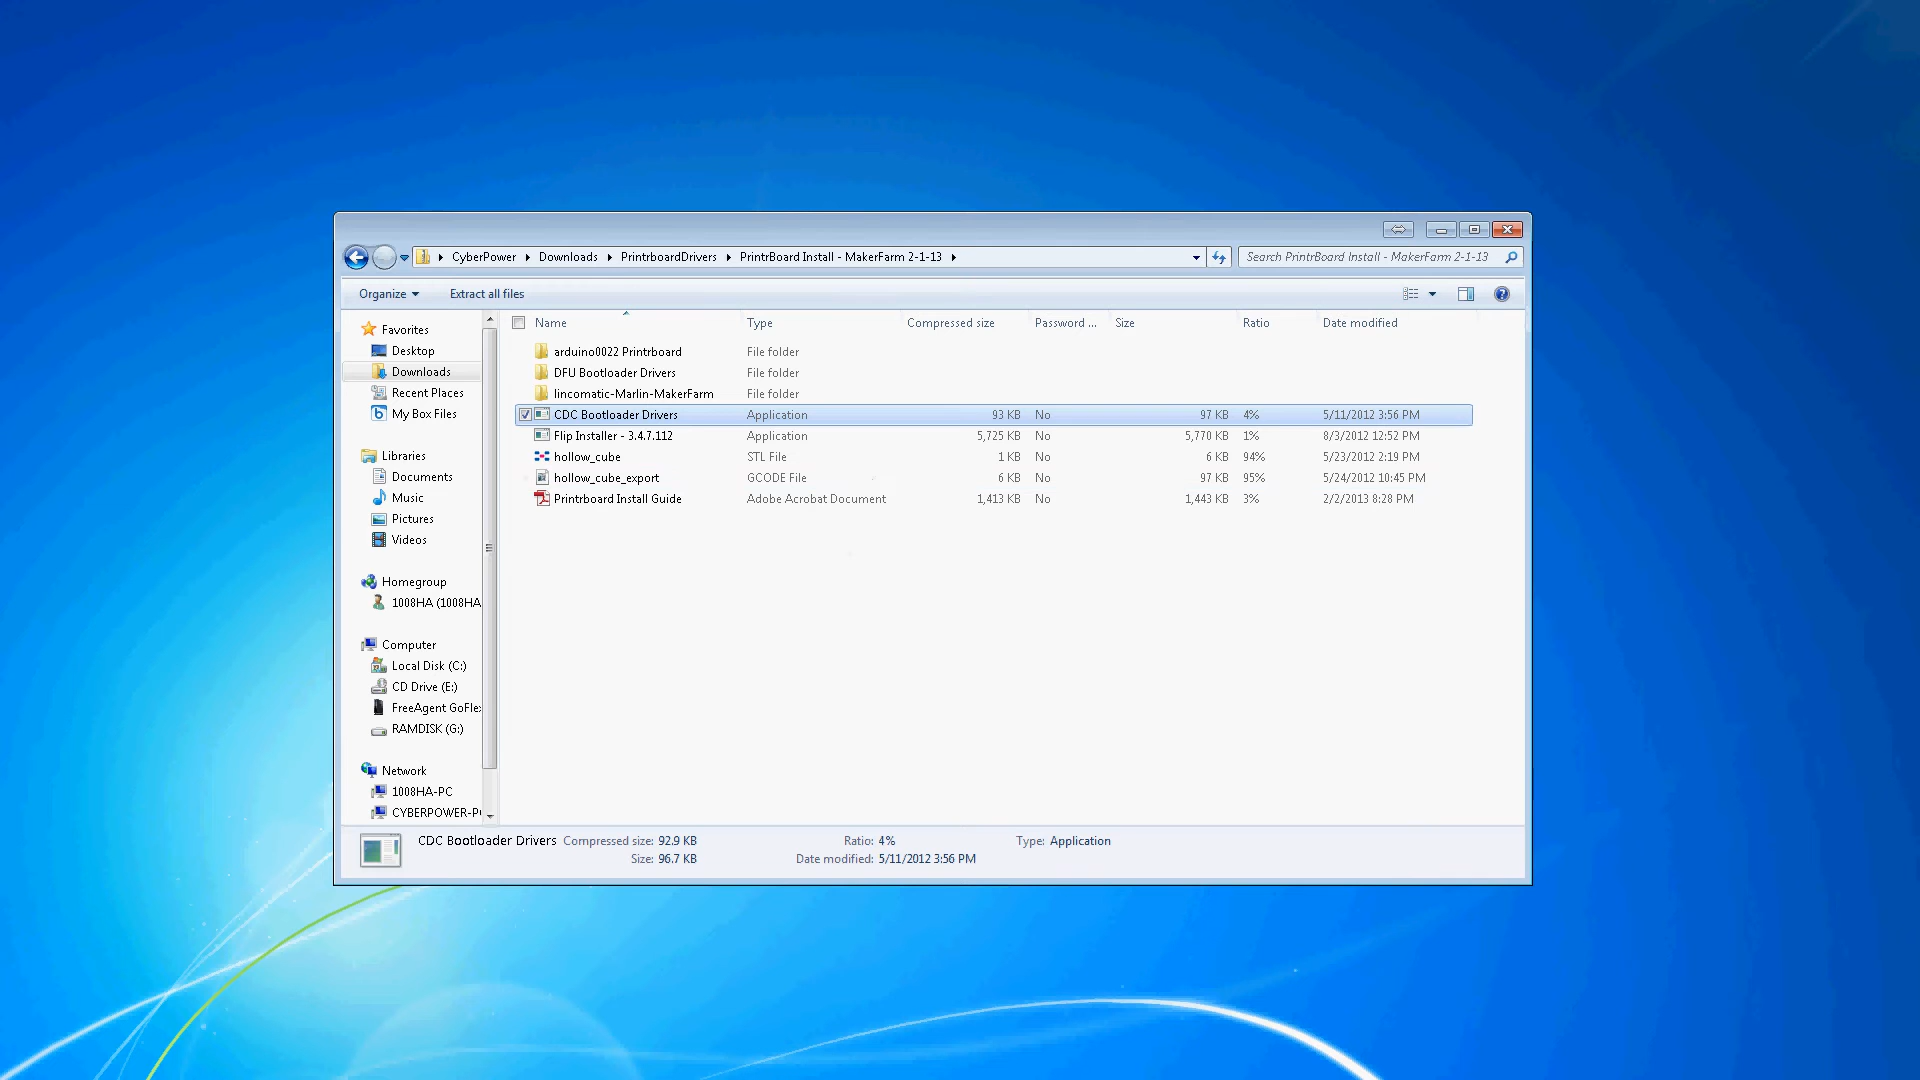 CyberPower Downloads PrintrboardDrivers PrintrBoard Install - MakerFarm 2-1-13 Search PrintrBoard Install - MakerFarm 2-1-13
Organize Extract all files
Name Type Compressed size Password ... Size Ratio Date modified
arduino0022 Printrboard File folder
DFU Bootloader Drivers File folder
lincomatic-Marlin-MakerFarm File folder
CDC Bootloader Drivers Application 93 KB No 97 KB 4% 5/11/2012 3:56 PM
Flip Installer - 3.4.7.112 Application 5,725 KB No 5,770 KB 1% 8/3/2012 12:52 PM
hollow_cube STL File 1 KB No 6 KB 94% 5/23/2012 2:19 PM
hollow_cube_export GCODE File 6 KB No 97 KB 95% 5/24/2012 10:45 PM
Printrboard Install Guide Adobe Acrobat Document 1,413 KB No 1,443 KB 3% 2/2/2013 8:28 PM
Favorites
Desktop
Downloads
Recent Places
My Box Files
Libraries
Documents
Music
Pictures
Videos
Homegroup
1008HA (1008HA
Computer
Local Disk (C:)
CD Drive (E:)
FreeAgent GoFlex
RAMDISK (G:)
Network
1008HA-PC
CYBERPOWER-P
CDC Bootloader Drivers Compressed size: 92.9 KB Ratio: 4% Type: Application
Size: 96.7 KB Date modified: 5/11/2012 3:56 PM